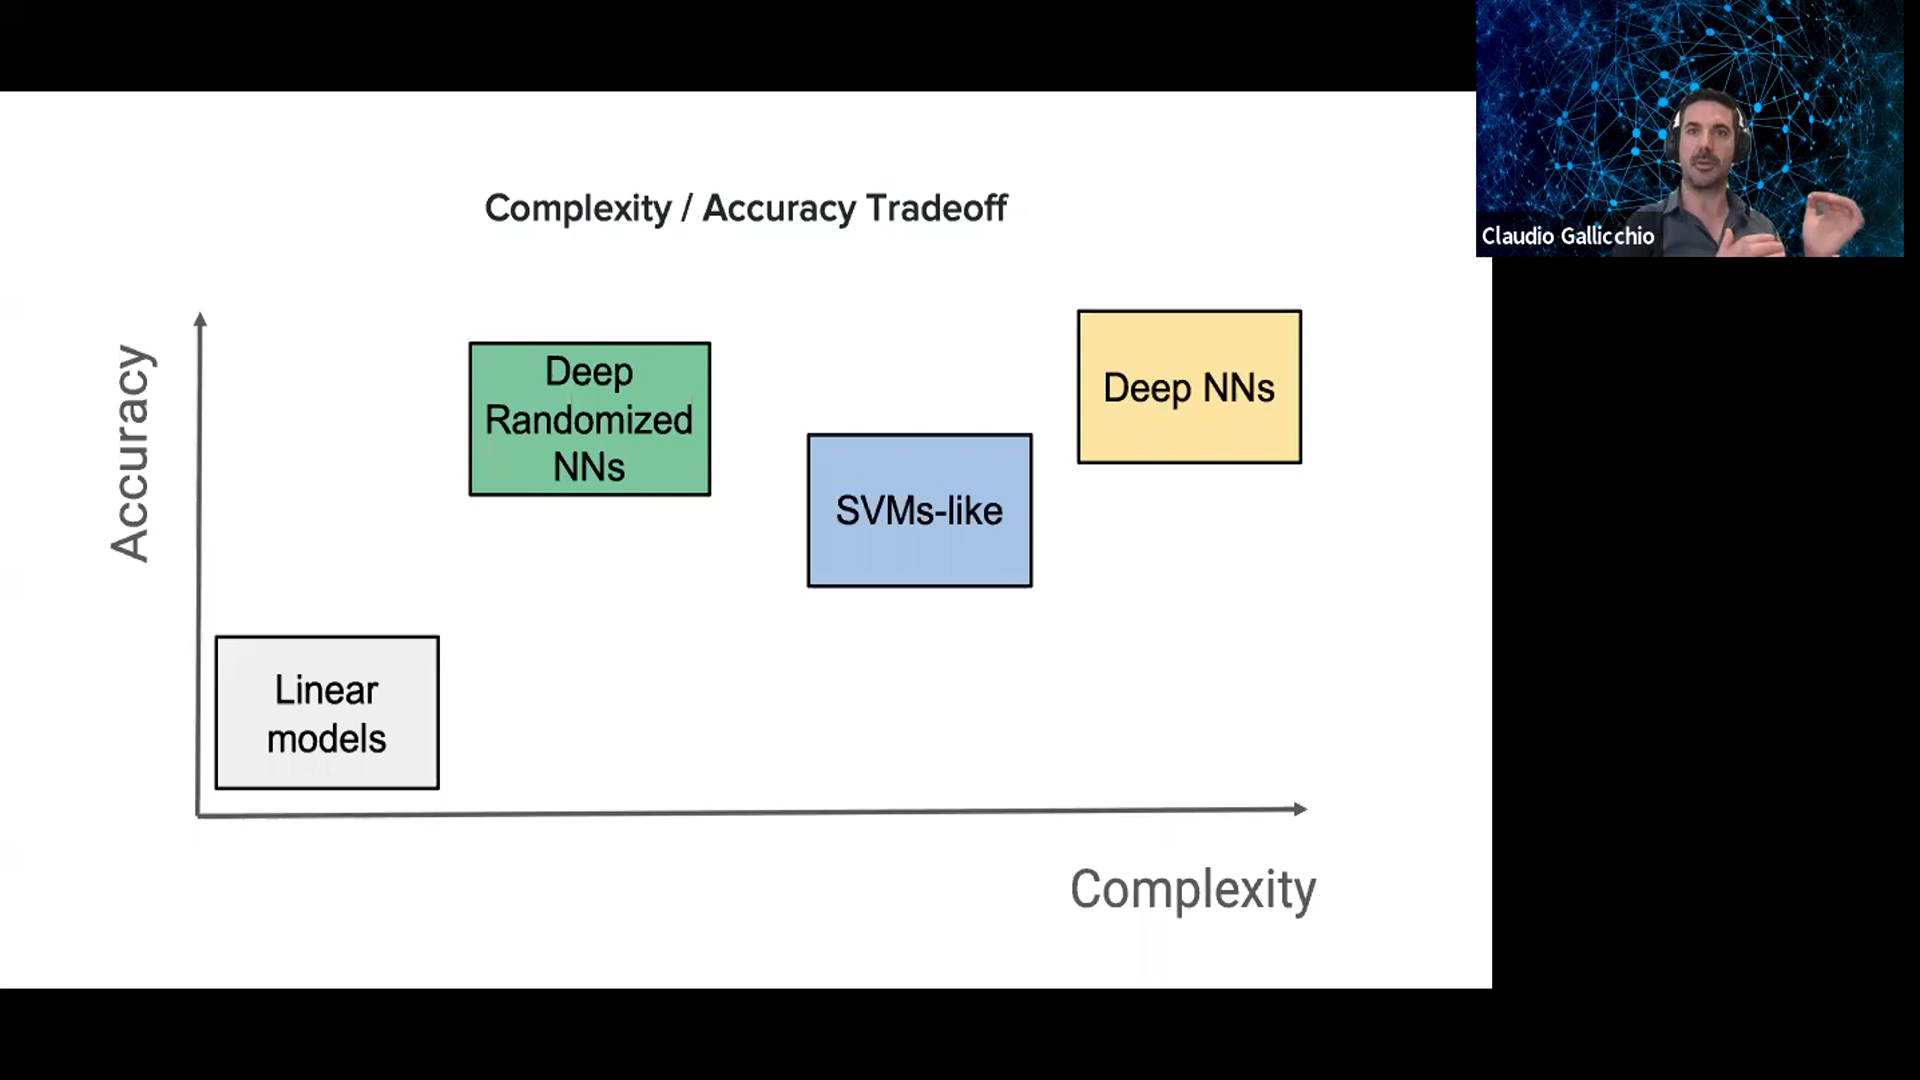 Complexity / Accuracy Tradeoff
Accuracy
Deep
Randomized
NNs
SVMs-like
Deep NNs
Linear
models
Complexity
Claudio Gallicchio